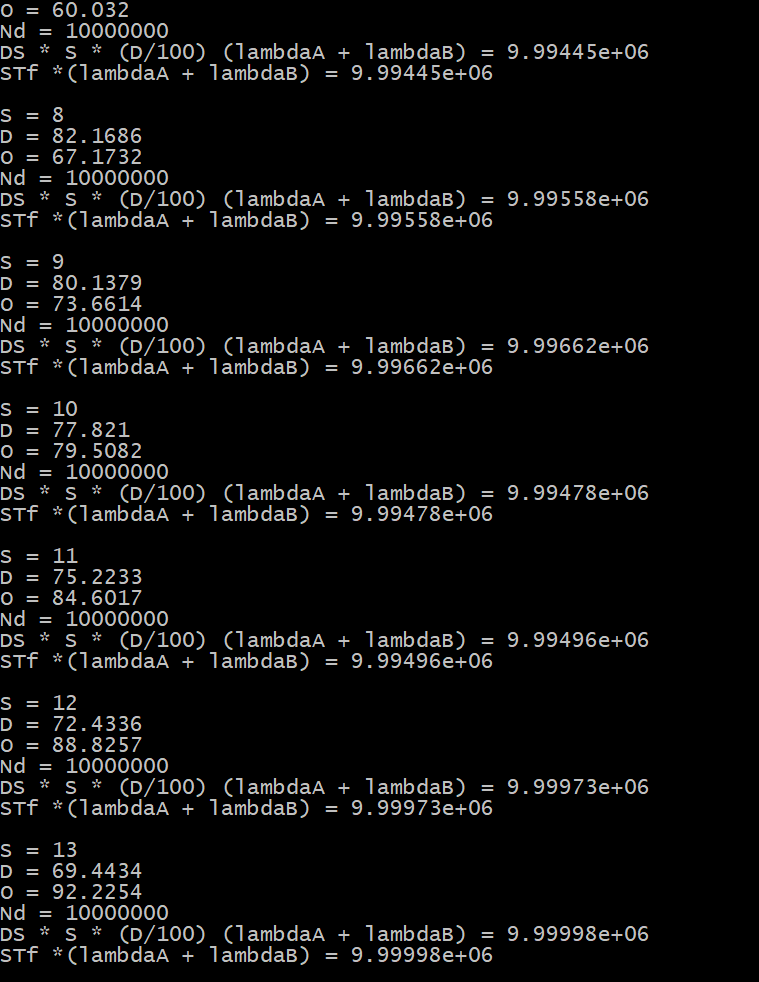 O = 60.032
Nd = 10000000
DS * S * (D/100) (lambdaA + lambdaB) = 9.99445e+06
STf *(lambdaA + lambdaB) = 9.99445e+06
S = 8
D = 82.1686
O = 67.1732
Nd = 10000000
DS * S * (D/100) (lambdaA + lambdaB) = 9.99558e+06
STf *(lambdaA + lambdaB) = 9.99558e+06
S = 9
D = 80.1379
O = 73.6614
Nd = 10000000
DS * S * (D/100) (lambdaA + lambdaB) = 9.99662e+06
STf *(lambdaA + lambdaB) = 9.99662e+06
S = 10
D = 77.821
O = 79.5082
Nd = 10000000
DS * S * (D/100) (lambdaA + lambdaB) = 9.99478e+06
STf *(lambdaA + lambdaB) = 9.99478e+06
S = 11
D = 75.2233
O = 84.6017
Nd = 10000000
DS * S * (D/100) (lambdaA + lambdaB) = 9.99496e+06
STf *(lambdaA + lambdaB) = 9.99496e+06
S = 12
D = 72.4336
O = 88.8257
Nd = 10000000
DS * S * (D/100) (lambdaA + lambdaB) = 9.99973e+06
STf *(lambdaA + lambdaB) = 9.99973e+06
S = 13
D = 69.4434
O = 92.2254
Nd = 10000000
DS * S * (D/100) (lambdaA + lambdaB) = 9.99998e+06
STf *(lambdaA + lambdaB) = 9.99998e+06